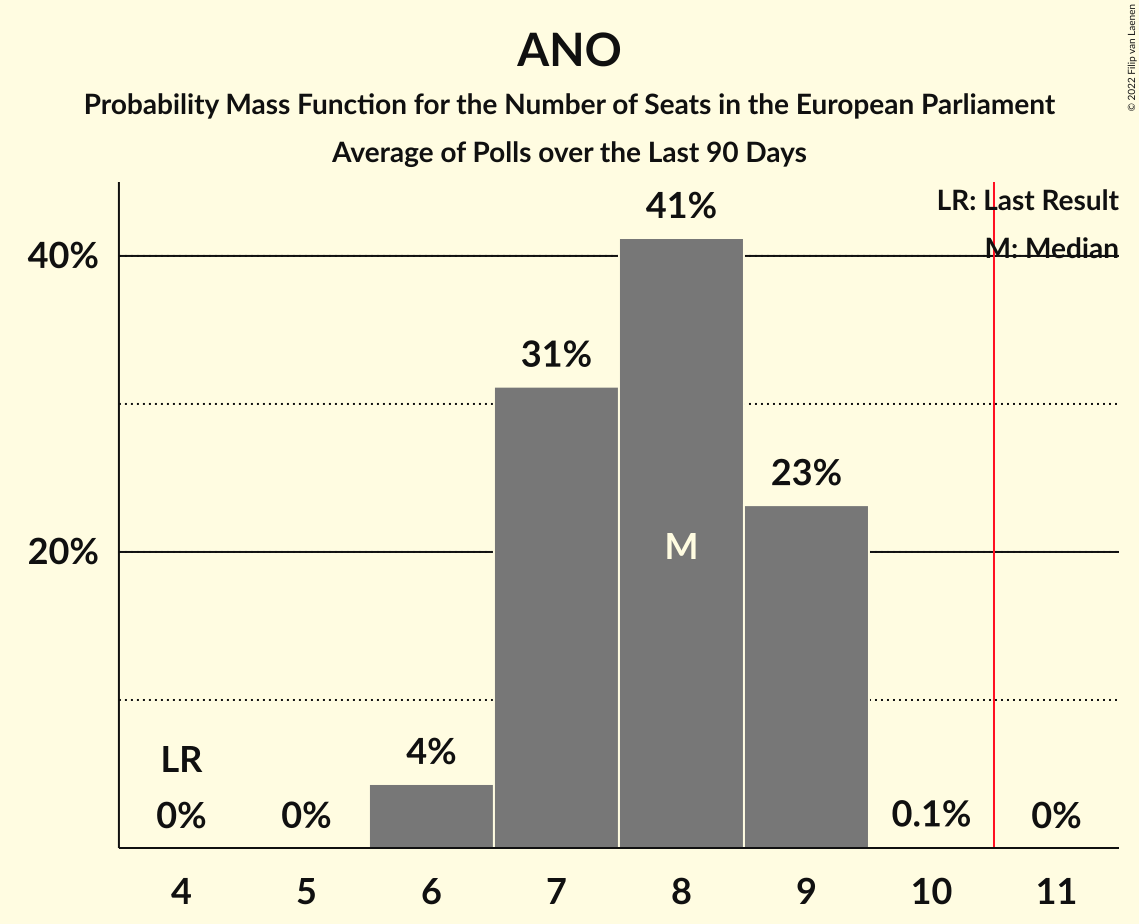 ANO
Probability Mass Function for the Number of Seats in the European Parliament
Average of Polls over the Last 90 Days
© 2022 Filip van Laenen
LR: Last Result
M: Median
41%
40%
31%
23%
20%
M
LR
4%
0%
0%
0.1%
0%
4 5 6 7 8 9 10 11